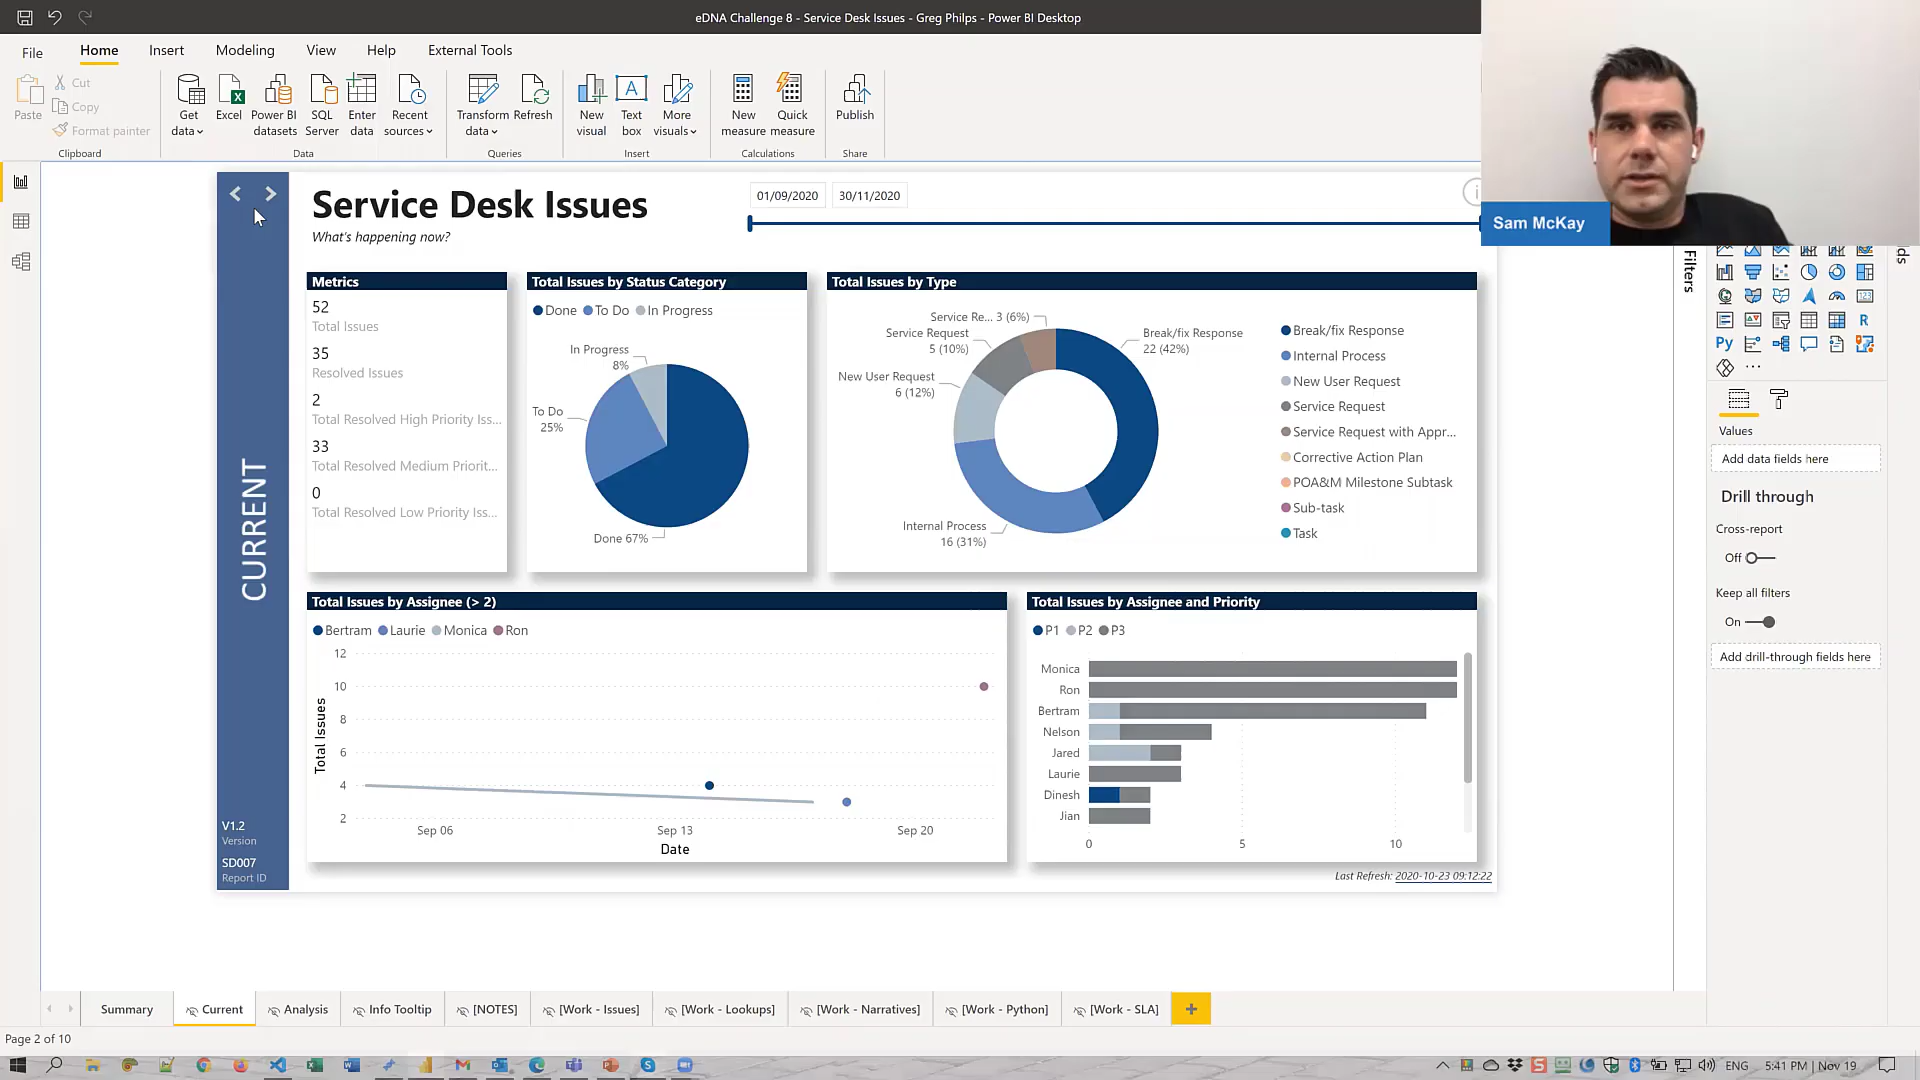 eDNA Challenge 8 - Service Desk Issues - Greg Philps - Power BI Desktop
File
Home
Insert
Modeling
View
Help
External Tools
Paste
Cut
Copy
Format painter
Get
data
Excel
Power BI
datasets
SQL
Server
Enter
data
Recent
sources
Transform
data
Refresh
New
visual
A
Text
box
More
visuals
New
measure
Quick
measure
Publish
Clipboard
Data
Queries
Insert
Calculations
Share
Sam McKay
Service Desk Issues
What's happening now?
01/09/2020
30/11/2020
CURRENT
V1.2
Version
SD007
Report ID
Metrics
52
Total Issues
35
Resolved Issues
2
Total Resolved High Priority Iss...
33
Total Resolved Medium Priorit...
0
Total Resolved Low Priority Iss...
Total Issues by Status Category
Done
To Do
In Progress
In Progress
8%
To Do
25%
Done 67%
Total Issues by Type
Service Re... 3 (6%)
Service Request
5 (10%)
New User Request
6 (12%)
Break/fix Response
22 (42%)
Internal Process
16 (31%)
Break/fix Response
Internal Process
New User Request
Service Request
Service Request with Appr...
Corrective Action Plan
POA&M Milestone Subtask
Sub-task
Task
Total Issues by Assignee (> 2)
Bertram
Laurie
Monica
Ron
Total Issues
12
10
8
6
4
2
Sep 06
Sep 13
Sep 20
Date
Total Issues by Assignee and Priority
P1
P2
P3
Monica
Ron
Bertram
Nelson
Jared
Laurie
Dinesh
Jian
0
5
10
Last Refresh: 2020-10-23 09:12:22
Filters
R
Py
Values
Add data fields here
Drill through
Cross-report
Off
Keep all filters
On
Add drill-through fields here
Summary
Current
Analysis
Info Tooltip
[NOTES]
[Work - Issues]
[Work - Lookups]
[Work - Narratives]
[Work - Python]
[Work - SLA]
Page 2 of 10
ENG
5:41 PM | Nov 19